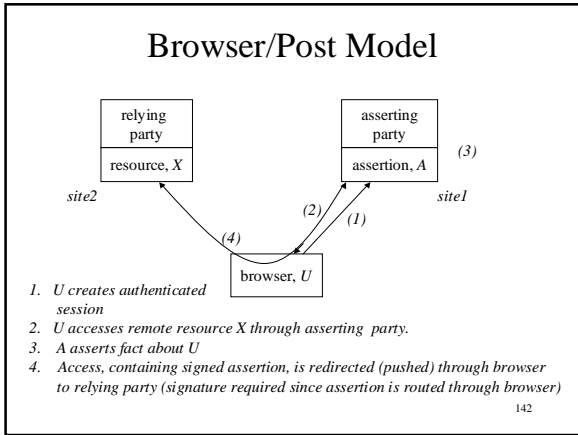 Browser/Post Model
relying
party
resource, X
asserting
party
assertion, A
(3)
site2
site1
(2)
(1)
(4)
browser, U
1. U creates authenticated
session
2. U accesses remote resource X through asserting party.
3. A asserts fact about U
4. Access, containing signed assertion, is redirected (pushed) through browser
to relying party (signature required since assertion is routed through browser)
142